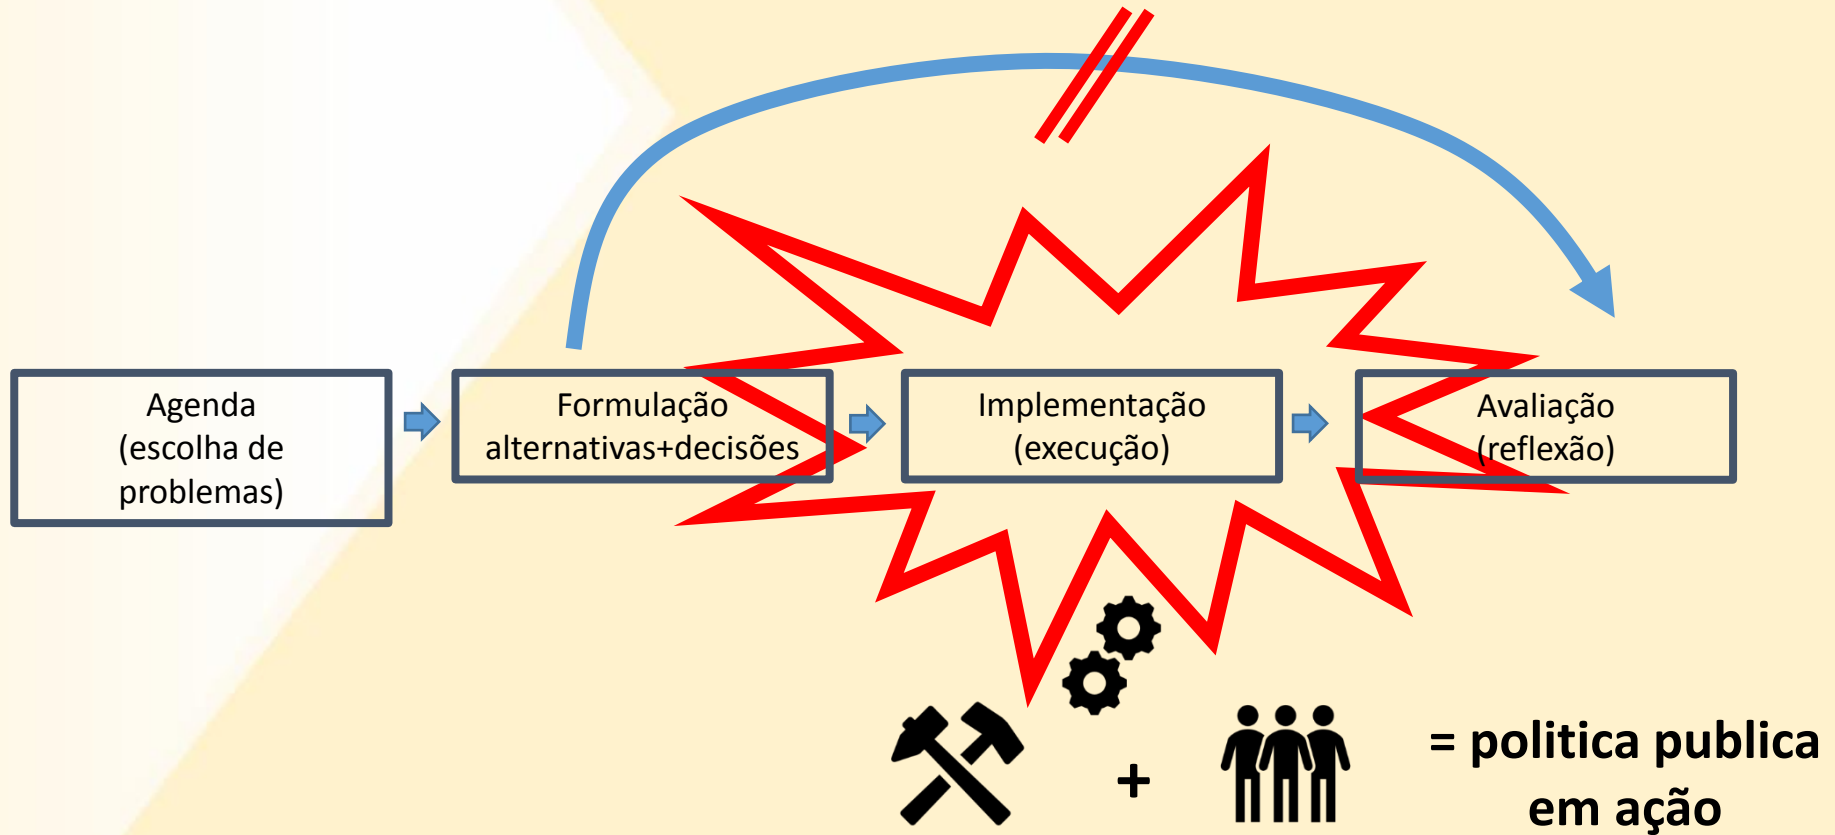 Agenda
(escolha de
problemas)
Formulação
alternativas+decisões
Implementação
(execução)
Avaliação
(reflexão)
+
= politica publica
em ação